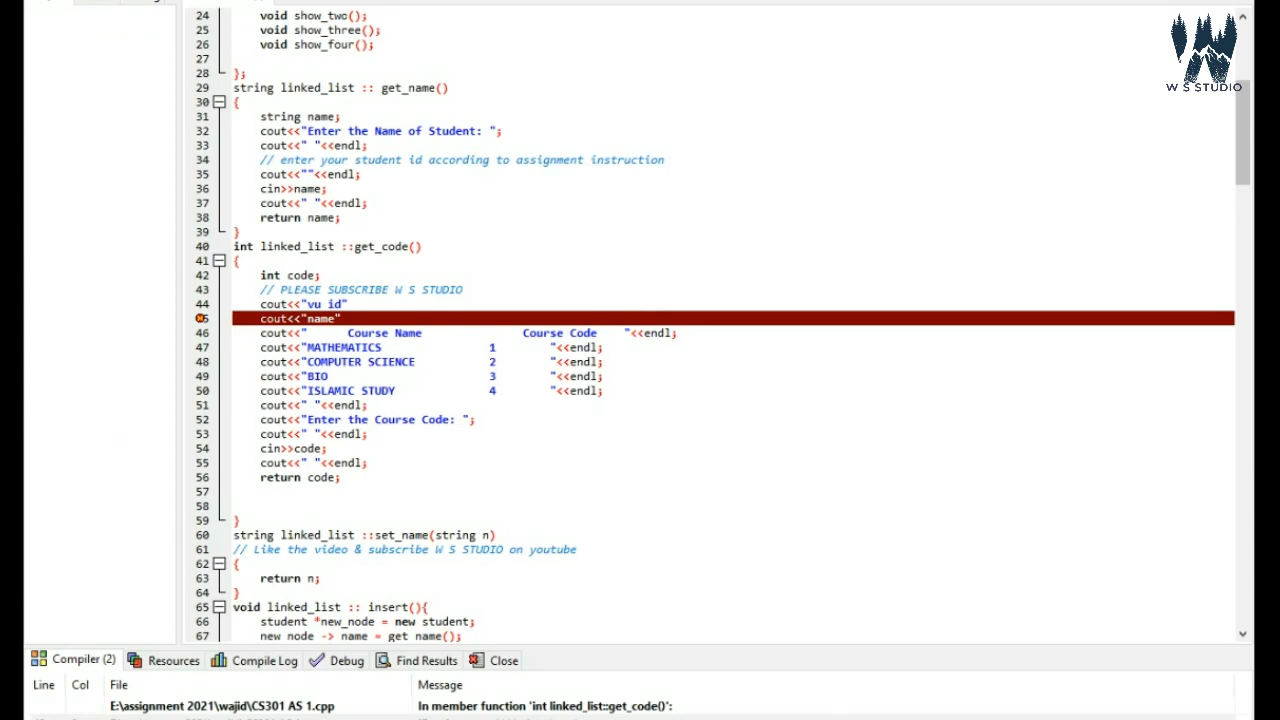 W S STUDIO
24 void show_two();
25 void show_three();
26 void show_four();
27
28 };
29 string linked_list :: get_name()
30 {
31 string name;
32 cout<<"Enter the Name of Student: ";
33 cout<<" "<<endl;
34 // enter your student id according to assignment instruction
35 cout<<""<<endl;
36 cin>>name;
37 cout<<" "<<endl;
38 return name;
39 }
40 int linked_list ::get_code()
41 {
42 int code;
43 // PLEASE SUBSCRIBE W S STUDIO
44 cout<<"vu id"
45 cout<<"name"
46 cout<<" Course Name Course Code "<<endl;
47 cout<<"MATHEMATICS 1 "<<endl;
48 cout<<"COMPUTER SCIENCE 2 "<<endl;
49 cout<<"BIO 3 "<<endl;
50 cout<<"ISLAMIC STUDY 4 "<<endl;
51 cout<<" "<<endl;
52 cout<<"Enter the Course Code: ";
53 cout<<" "<<endl;
54 cin>>code;
55 cout<<" "<<endl;
56 return code;
57
58
59 }
60 string linked_list ::set_name(string n)
61 // Like the video & subscribe W S STUDIO on youtube
62 {
63 return n;
64 }
65 void linked_list :: insert(){
66 student *new_node = new student;
67 new_node -> name = get_name();
Compiler (2) Resources Compile Log Debug Find Results Close
Line Col File Message
E:\assignment 2021\wajid\CS301 AS 1.cpp In member function 'int linked_list::get_code()':